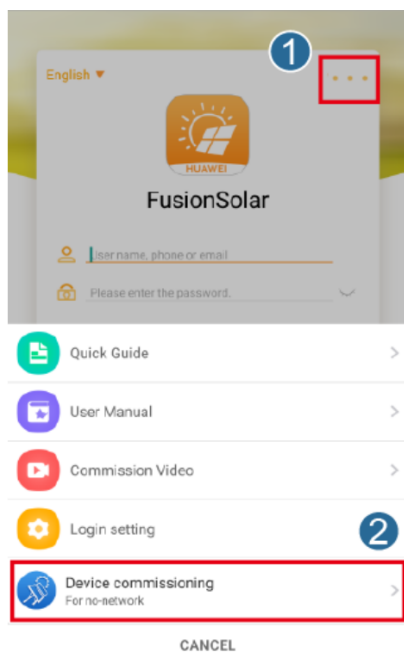 1
English ▼
HUAWEI
FusionSolar
User name, phone or email
Please enter the password.
Quick Guide
User Manual
Commission Video
Login setting
2
Device commissioning
For no-network
CANCEL